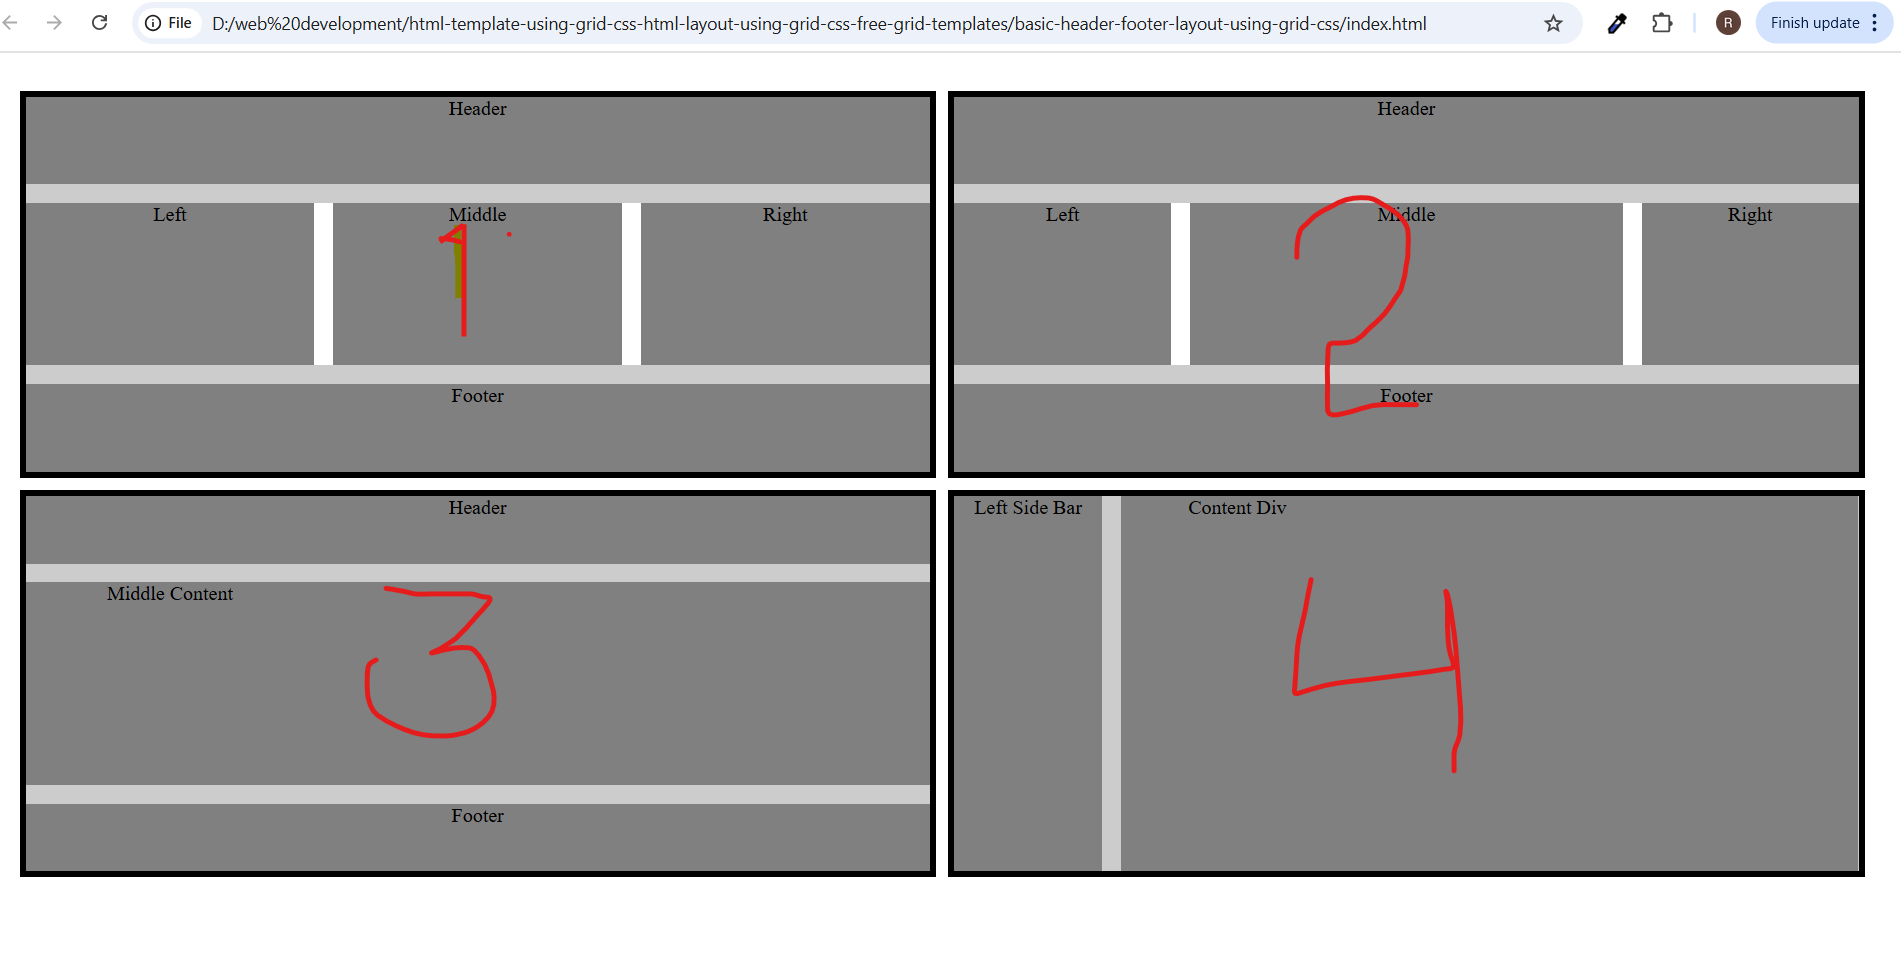 File D:/web%20development/html-template-using-grid-css-html-layout-using-grid-css-free-grid-templates/basic-header-footer-layout-using-grid-css/index.html R Finish update
Header
Left Middle Right
1
Footer
Header
Left Middle Right
2
Footer
Header
Middle Content
3
Footer
Left Side Bar Content Div
4